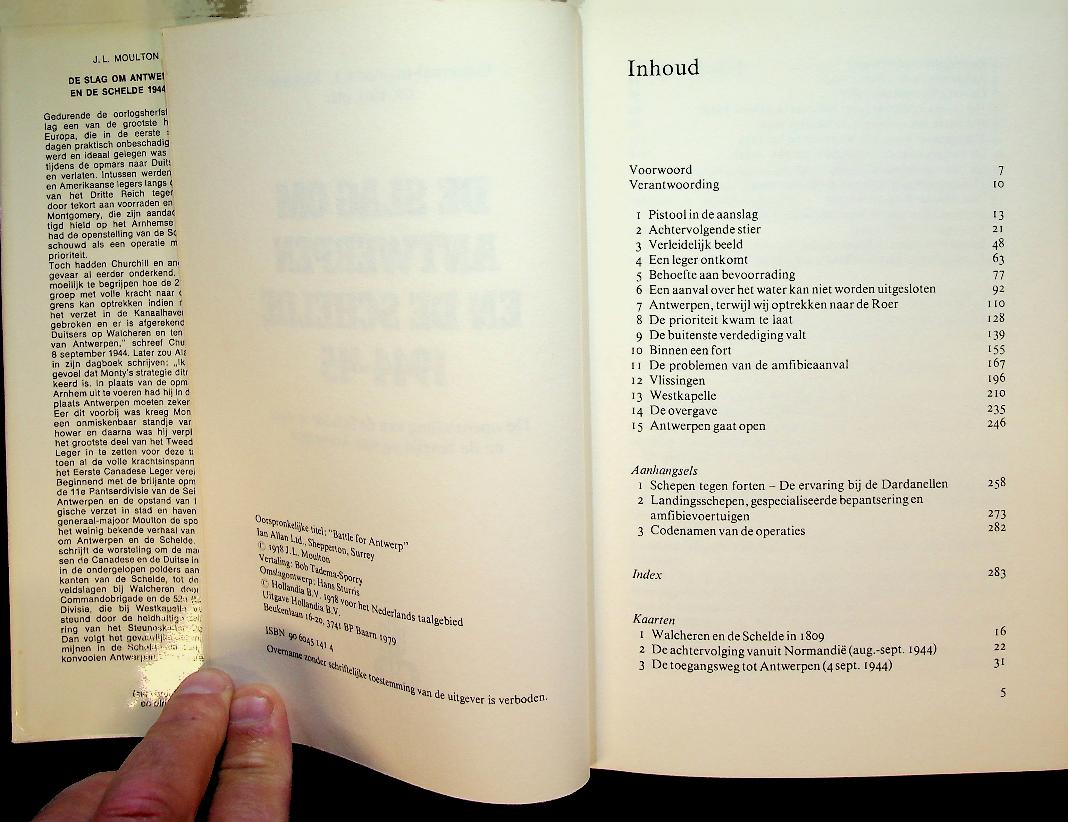 J.L. MOULTON
DE SLAG OM ANTWE
EN DE SCHELDE 1944
Gedurende de
lag een van de grootste h
Europa, die in de eerste
dagen praktisch onbeschadig
werd en ideaal gelegen was
tijdens de opmars naar Duit
en verlaten. Intussen werden
en Amerikaanse legers langs
van het Dritte Reich tege
door tekort aan voorraden en
Montgomery, die zijn aandac
tigd hield op het Arnhemse
had de openstelling van de Sc
schouwd als een operatie m
prioriteit.
Toch hadden Churchill en an
gevaar al eerder onderkend.
moeilijk te begrijpen hoe de 2
groep met volle kracht naar
grens kan optrekken indien
het verzet in de Kanaalhave
gebroken en er is afgerekend
Duitsers op Walcheren en ten
van Antwerpen," schreef Chu
8 september 1944. Later zou Ala
in zijn dagboek schrijven: „Ik
gevoel dat Monty's strategie dit
keerd is. In plaats van de opm
Arnhem uit te voeren had hij in d
plaats Antwerpen moeten zeker
Eer dit voorbij was kreeg Mon
een onmiskenbaar standje var
hower en daarna was hij verpl
het grootste deel van het Tweed
Leger in te zetten voor deze t
toen al de volle krachtsinspann
het Eerste Canadese Leger verei
Beginnend met de briljante opm
de 11e Pantserdivisie van de Sei
Antwerpen en de opstand van
gische verzet in stad en haven
generaal-majoor Moulton de spo
het weinig bekende verhaal van
om Antwerpen en de Schelde.
schrijft de worsteling om de ma
sen de Canadese en de Duitse in
in de ondergelopen polders aan
kanten van de Schelde, tot de
veldslagen bij Walcheren door
Commandobrigade en de 52
Divisie, die bij Westkapelle
steund door de heldhaftige
ring van het
Dan volgt het
mijnen in de
konvooien
Oorspronkelijke titel: "Battle for Antwerp"
Ian Allan Ltd., Shepperton, Surrey
© 1978 J.L. Moulton
Vertaling: Bob Tadema-Sporry
Omslagontwerp: Hans Sturris
© Hollandia B.V. 1978 voor het Nederlands taalgebied
Uitgave Hollandia B.V.
Beukenlaan 16-20, 3741 BP Baarn 1979
ISBN 90 6045 141 4
Overname zonder schriftelijke toestemming van de uitgever is verboden.
Inhoud
Voorwoord 7
Verantwoording 10
1 Pistool in de aanslag 13
2 Achtervolgende stier 21
3 Verleidelijk beeld 48
4 Een leger ontkomt 63
5 Behoefte aan bevoorrading 77
6 Een aanval over het water kan niet worden uitgesloten 92
7 Antwerpen, terwijl wij optrekken naar de Roer 110
8 De prioriteit kwam te laat 128
9 De buitenste verdediging valt 139
10 Binnen een fort 155
11 De problemen van de amfibieaanval 167
12 Vlissingen 196
13 Westkapelle 210
14 De overgave 235
15 Antwerpen gaat open 246
Aanhangsels
1 Schepen tegen forten – De ervaring bij de Dardanellen 258
2 Landingsschepen, gespecialiseerde bepantsering en
amfibievoertuigen 273
3 Codenamen van de operaties 282
Index 283
Kaarten
1 Walcheren en de Schelde in 1809 16
2 De achtervolging vanuit Normandië (aug.-sept. 1944) 22
3 De toegangsweg tot Antwerpen (4 sept. 1944) 31
5